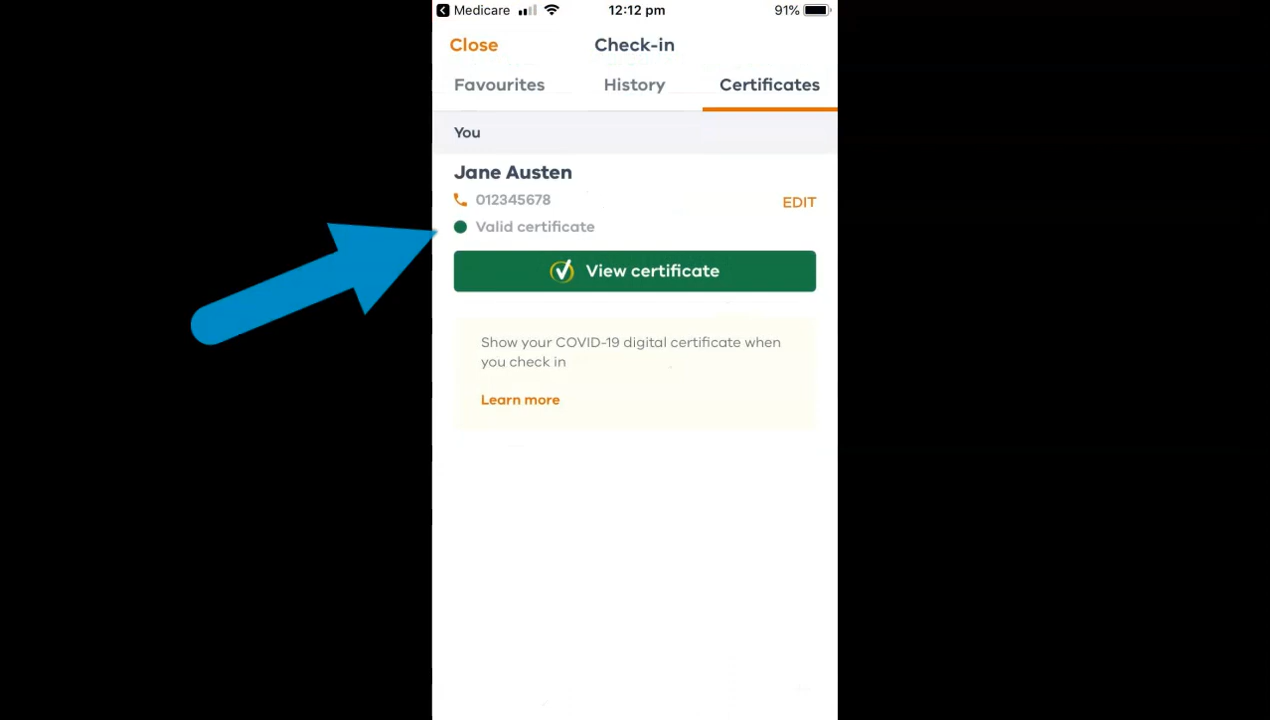 Medicare 12:12 pm 91%
Close Check-in
Favourites History Certificates
You
Jane Austen
012345678
EDIT
Valid certificate
View certificate
Show your COVID-19 digital certificate when
you check in
Learn more